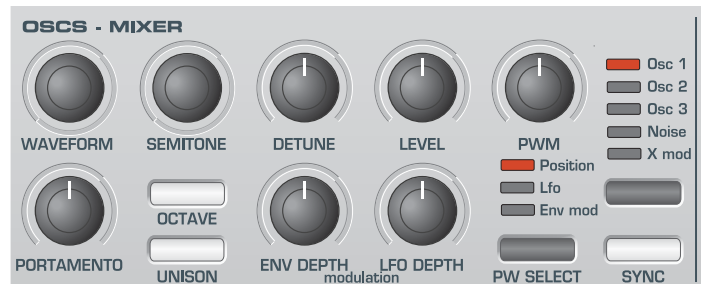 OSCS - MIXER
Osc 1
Osc 2
Osc 3
Noise
X mod
WAVEFORM
SEMITONE
DETUNE
LEVEL
PWM
Position
Lfo
Env mod
OCTAVE
PORTAMENTO
UNISON
ENV DEPTH
LFO DEPTH
modulation
PW SELECT
SYNC